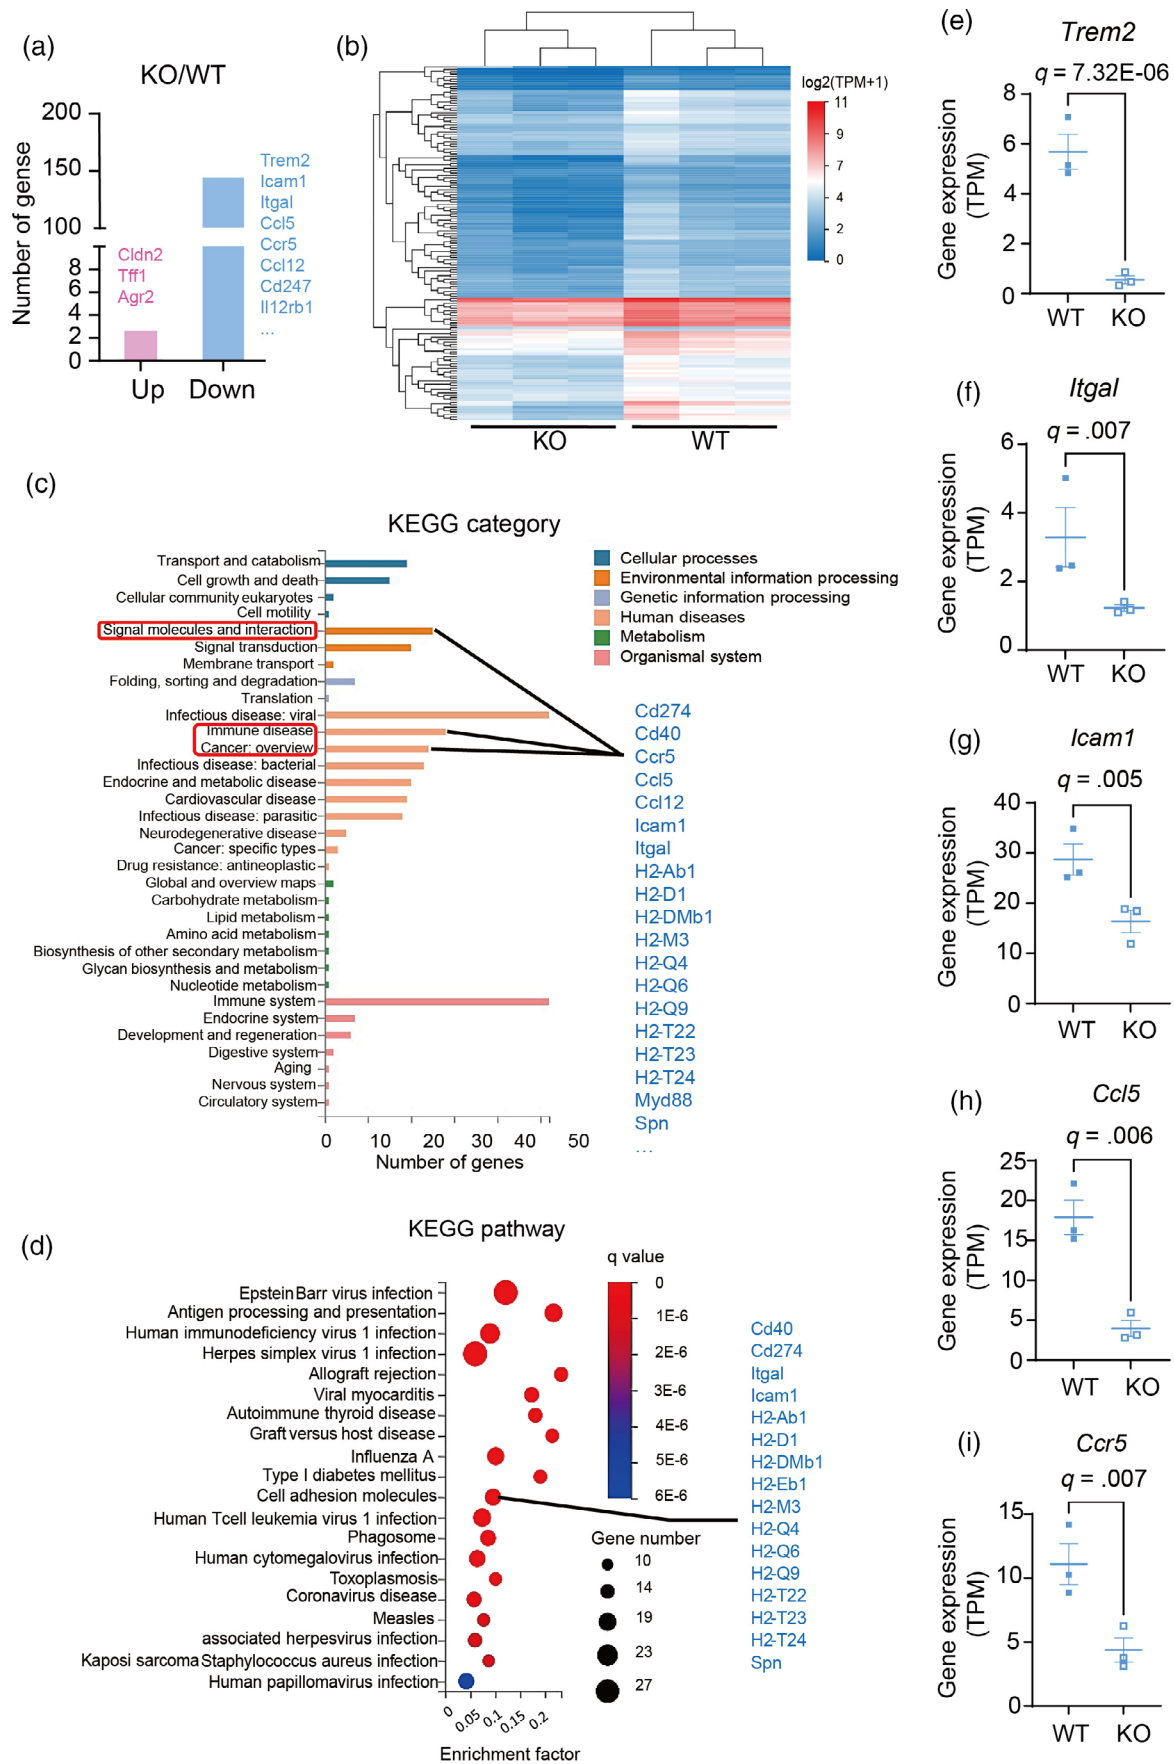 (a)
KO/WT
Number of gense
200
150
100
8
6
4
2
0
Cldn2
Tff1
Agr2
Trem2
Icam1
Itgal
Ccl5
Ccr5
Ccl12
Cd247
Il12rb1
...
Up
Down
(b)
log2(TPM+1)
11
9
7
4
2
0
KO
WT
(c)
KEGG category
Transport and catabolism
Cell growth and death
Cellular community eukaryotes
Cell motility
Signal molecules and interaction
Signal transduction
Membrane transport
Folding, sorting and degradation
Translation
Infectious disease: viral
Immune disease
Cancer: overview
Infectious disease: bacterial
Endocrine and metabolic disease
Cardiovascular disease
Infectious disease: parasitic
Neurodegenerative disease
Cancer: specific types
Drug resistance: antineoplastic
Global and overview maps
Carbohydrate metabolism
Lipid metabolism
Amino acid metabolism
Biosynthesis of other secondary metabolism
Glycan biosynthesis and metabolism
Nucleotide metabolism
Immune system
Endocrine system
Development and regeneration
Digestive system
Aging
Nervous system
Circulatory system
0 10 20 30 40 50
Number of genes
Cellular processes
Environmental information processing
Genetic information processing
Human diseases
Metabolism
Organismal system
Cd274
Cd40
Ccr5
Ccl5
Ccl12
Icam1
Itgal
H2-Ab1
H2-D1
H2-DMb1
H2-M3
H2-Q4
H2-Q6
H2-Q9
H2-T22
H2-T23
H2-T24
Myd88
Spn
...
(d)
KEGG pathway
Epstein Barr virus infection
Antigen processing and presentation
Human immunodeficiency virus 1 infection
Herpes simplex virus 1 infection
Allograft rejection
Viral myocarditis
Autoimmune thyroid disease
Graft versus host disease
Influenza A
Type I diabetes mellitus
Cell adhesion molecules
Human Tcell leukemia virus 1 infection
Phagosome
Human cytomegalovirus infection
Toxoplasmosis
Coronavirus disease
Measles
associated herpesvirus infection
Kaposi sarcoma Staphylococcus aureus infection
Human papillomavirus infection
0 0.05 0.1 0.15 0.2
Enrichment factor
q value
0
1E-6
2E-6
3E-6
4E-6
5E-6
6E-6
Gene number
10
14
19
23
27
Cd40
Cd274
Itgal
Icam1
H2-Ab1
H2-D1
H2-DMb1
H2-Eb1
H2-M3
H2-Q4
H2-Q6
H2-Q9
H2-T22
H2-T23
H2-T24
Spn
(e)
Trem2
q = 7.32E-06
Gene expression
(TPM)
8
6
4
2
0
WT KO
(f)
Itgal
q = .007
Gene expression
(TPM)
6
4
2
0
WT KO
(g)
Icam1
q = .005
Gene expression
(TPM)
40
30
20
10
0
WT KO
(h)
Ccl5
q = .006
Gene expression
(TPM)
25
20
15
10
5
0
WT KO
(i)
Ccr5
q = .007
Gene expression
(TPM)
15
10
5
0
WT KO